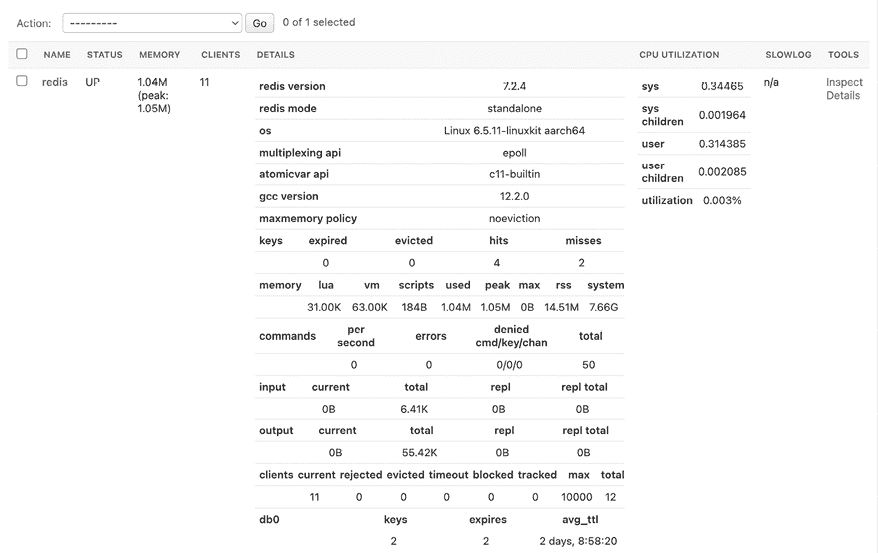 Action: --------- Go 0 of 1 selected
NAME STATUS MEMORY CLIENTS DETAILS CPU UTILIZATION SLOWLOG TOOLS
redis UP 1.04M (peak: 1.05M) 11 n/a Inspect Details
redis version 7.2.4
redis mode standalone
os Linux 6.5.11-linuxkit aarch64
multiplexing api epoll
atomicvar api c11-builtin
gcc version 12.2.0
maxmemory policy noeviction
keys expired evicted hits misses
0 0 4 2
memory lua vm scripts used peak max rss system
31.00K 63.00K 184B 1.04M 1.05M 0B 14.51M 7.66G
commands per second errors denied cmd/key/chan total
0 0 0/0/0 50
input current total repl repl total
0B 6.41K 0B 0B
output current total repl repl total
0B 55.42K 0B 0B
clients current rejected evicted timeout blocked tracked max total
11 0 0 0 0 0 10000 12
db0 keys expires avg_ttl
2 2 2 days, 8:58:20
sys 0.34465
sys children 0.001964
user 0.314385
user children 0.002085
utilization 0.003%